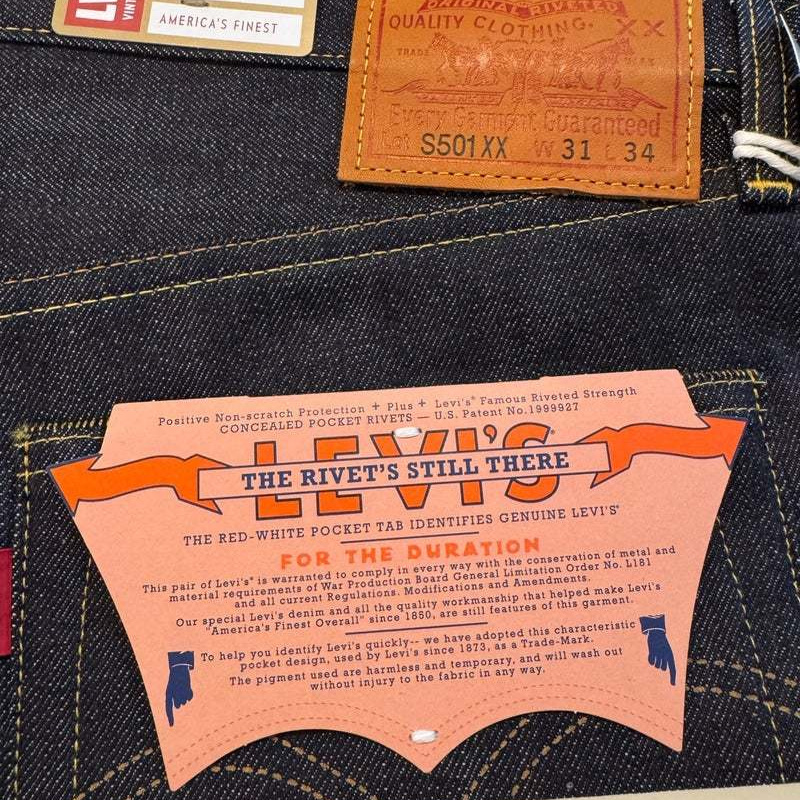 VINT
AMERICA'S FINEST
ORIGINAL RIVETED
QUALITY CLOTHING. XX
TRADE MARK
Every Garment Guaranteed
Lot S501XX W 31 L 34
Positive Non-scratch Protection + Plus + Levi's® Famous Riveted Strength
CONCEALED POCKET RIVETS — U.S. Patent No.1999927
LEVI'S®
THE RIVET'S STILL THERE
THE RED-WHITE POCKET TAB IDENTIFIES GENUINE LEVI'S®
FOR THE DURATION
This pair of Levi's® is warranted to comply in every way with the conservation of metal and
material requirements of War Production Board General Limitation Order No. L181
and all current Regulations. Modifications and Amendments.
Our special Levi's denim and all the quality workmanship that helped make Levi's
"America's Finest Overall" since 1850, are still features of this garment.
To help you identify Levi's quickly-- we have adopted this characteristic
pocket design, used by Levi's since 1873, as a Trade-Mark.
The pigment used are harmless and temporary, and will wash out
without injury to the fabric in any way.